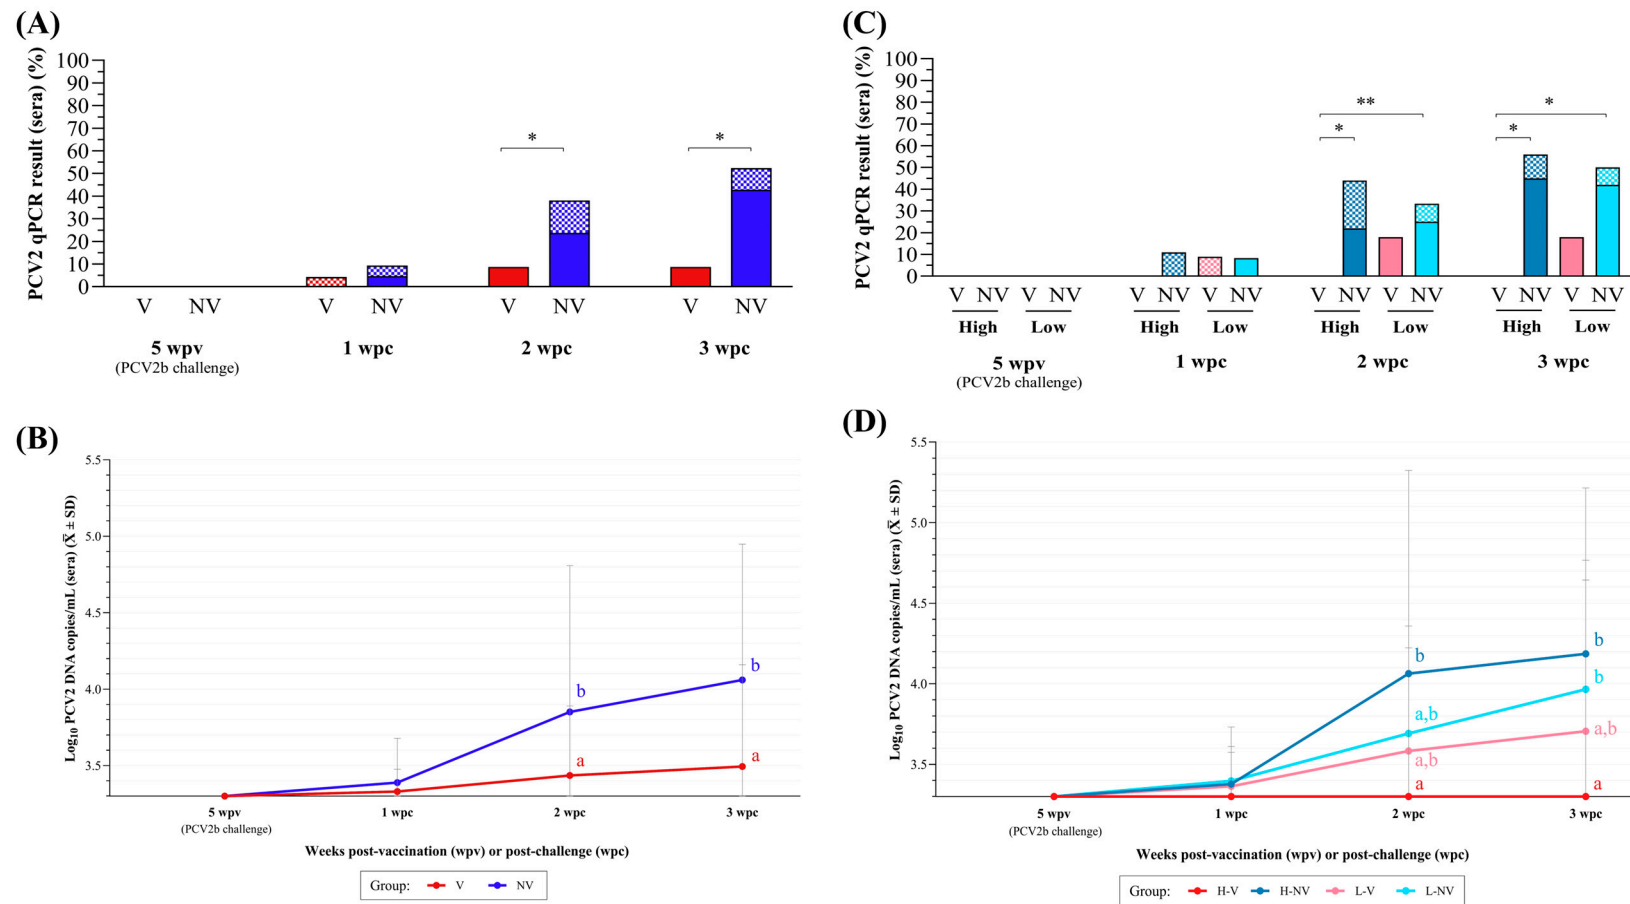 (A)
PCV2 qPCR result (sera) (%)
100
90
80
70
60
50
40
30
20
10
0
*
*
V NV V NV V NV V NV
5 wpv 1 wpc 2 wpc 3 wpc
(PCV2b challenge)
(B)
Log10 PCV2 DNA copies/mL (sera) (X̅ ± SD)
5.5
5.0
4.5
4.0
3.5
b
a
b
a
5 wpv 1 wpc 2 wpc 3 wpc
(PCV2b challenge)
Weeks post-vaccination (wpv) or post-challenge (wpc)
Group: V NV
(C)
PCV2 qPCR result (sera) (%)
100
90
80
70
60
50
40
30
20
10
0
** *
* *
V NV V NV V NV V NV V NV V NV V NV V NV
High Low High Low High Low High Low
5 wpv 1 wpc 2 wpc 3 wpc
(PCV2b challenge)
(D)
Log10 PCV2 DNA copies/mL (sera) (X̅ ± SD)
5.5
5.0
4.5
4.0
3.5
b
a,b
a,b
a
b
b
a,b
a
5 wpv 1 wpc 2 wpc 3 wpc
(PCV2b challenge)
Weeks post-vaccination (wpv) or post-challenge (wpc)
Group: H-V H-NV L-V L-NV